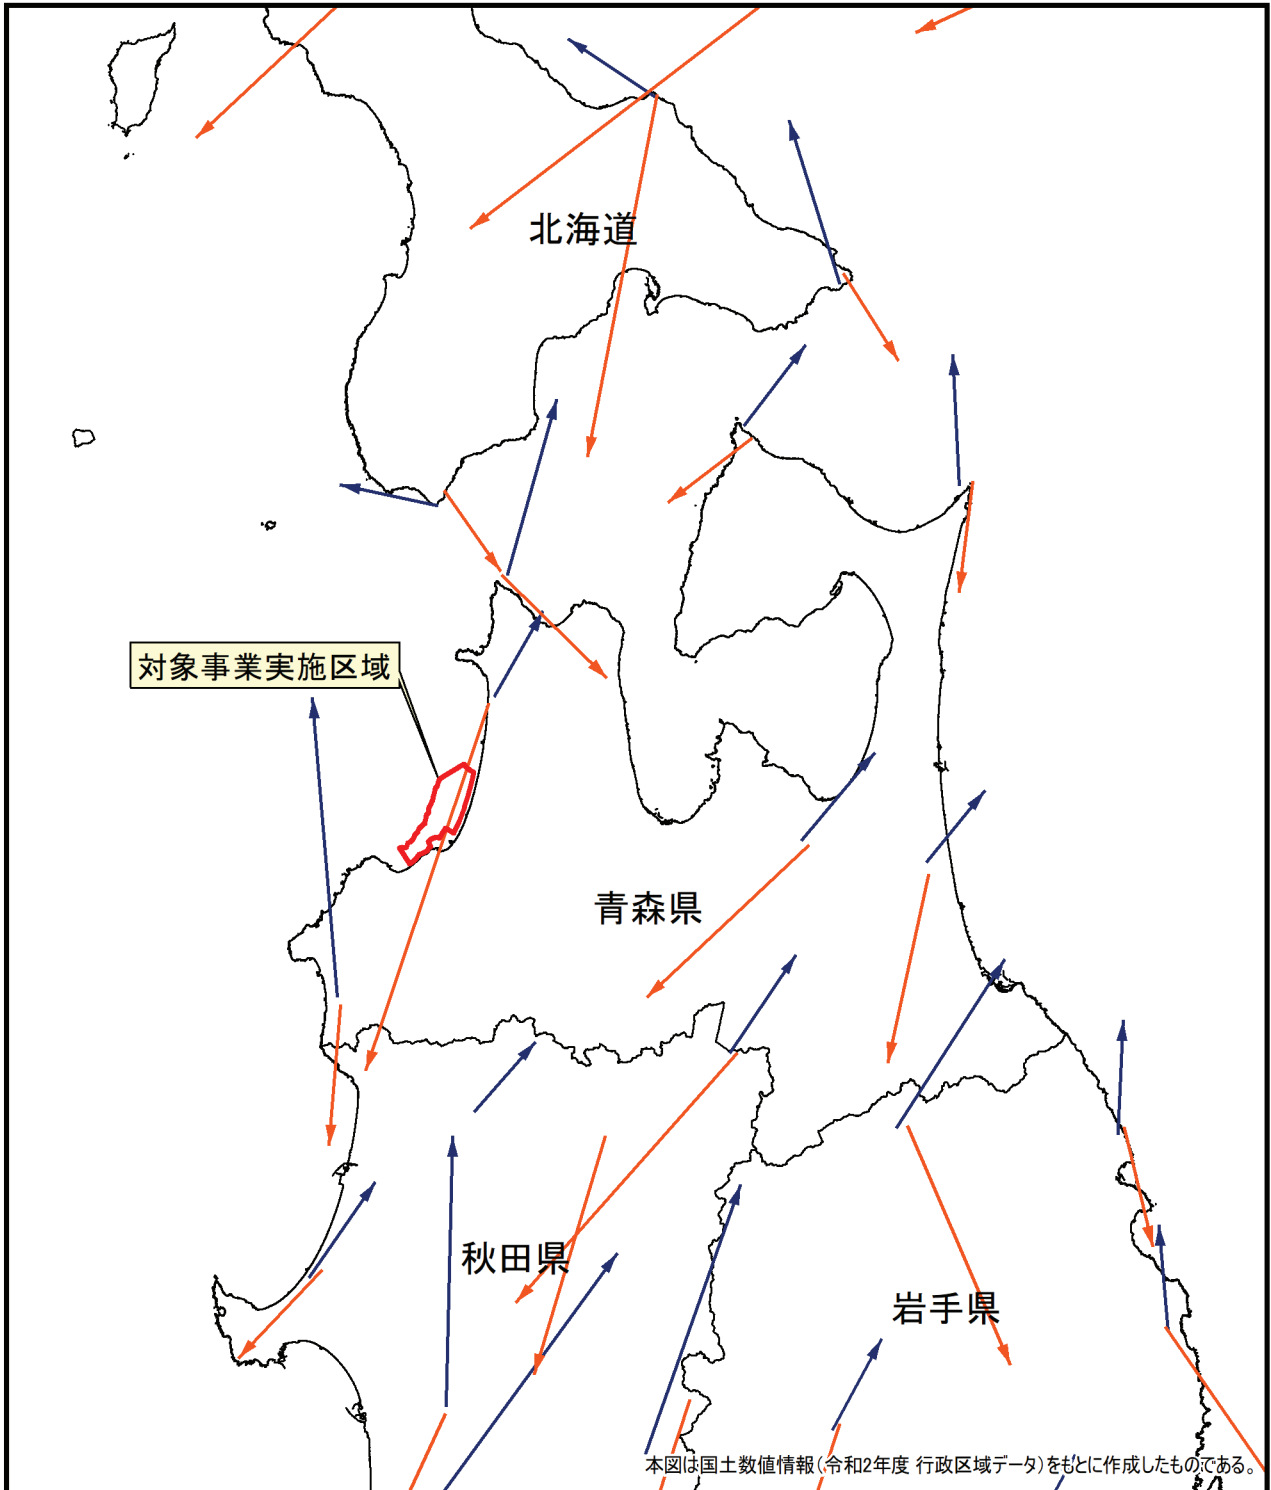 北海道
対象事業実施区域
青森県
秋田県
岩手県
本図は国土数値情報（令和2年度 行政区域データ）をもとに作成したものである。